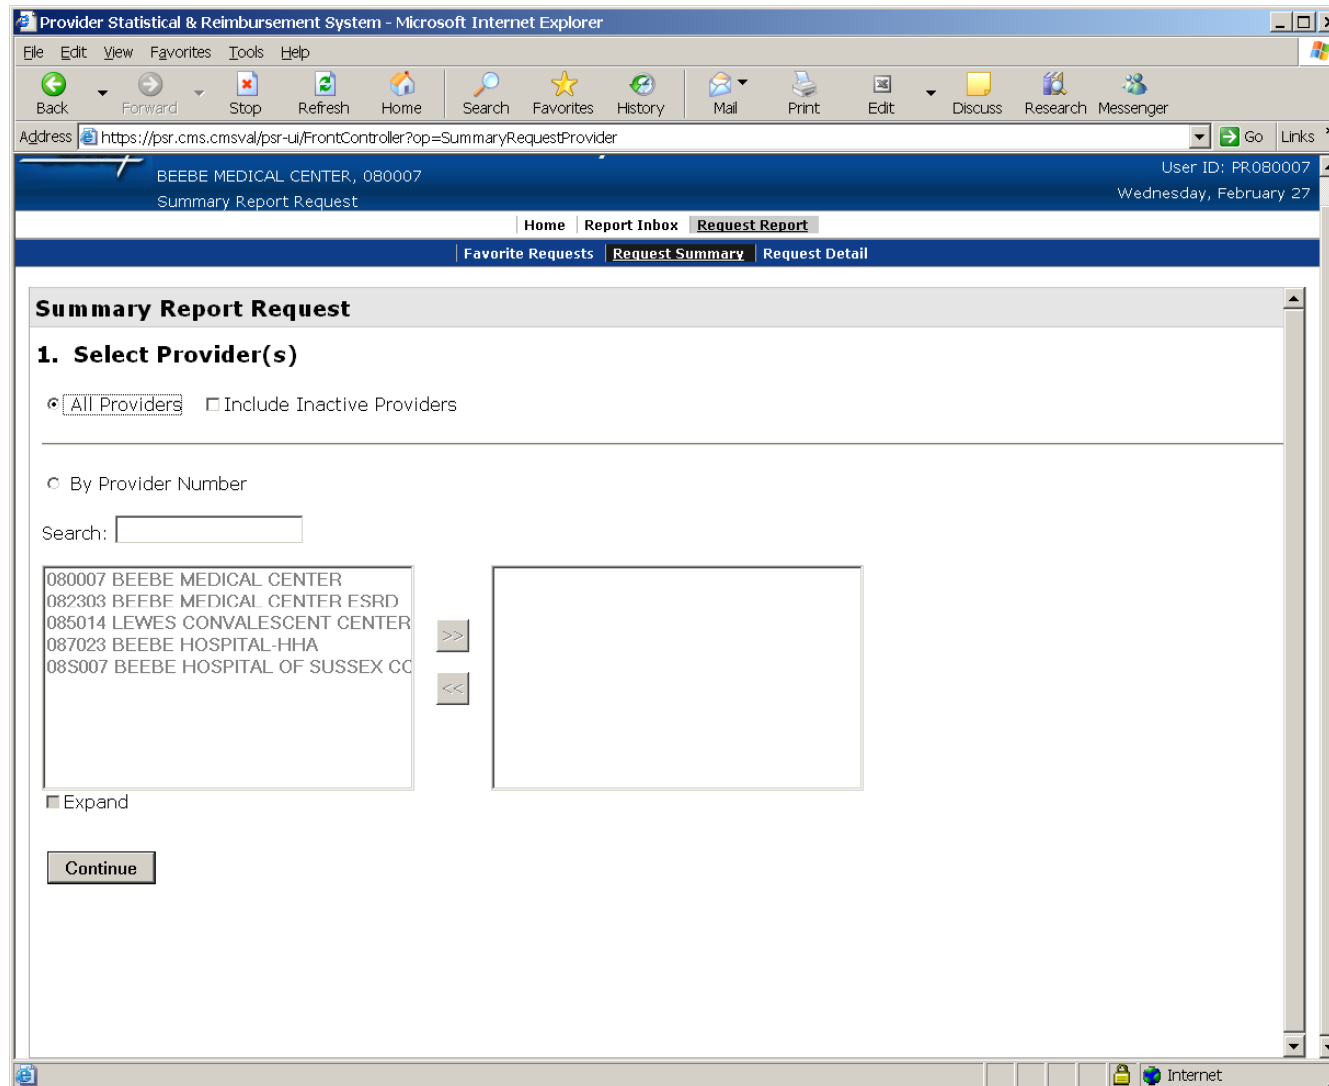 Provider Statistical & Reimbursement System - Microsoft Internet Explorer
File Edit View Favorites Tools Help
Back Forward Stop Refresh Home Search Favorites History Mail Print Edit Discuss Research Messenger
Address https://psr.cms.cmsval/psr-ui/FrontController?op=SummaryRequestProvider Go Links
BEEBE MEDICAL CENTER, 080007
User ID: PR080007
Summary Report Request
Wednesday, February 27
Home Report Inbox Request Report
Favorite Requests Request Summary Request Detail
Summary Report Request
1. Select Provider(s)
All Providers Include Inactive Providers
By Provider Number
Search:
080007 BEEBE MEDICAL CENTER
082303 BEEBE MEDICAL CENTER ESRD
085014 LEWES CONVALESCENT CENTER
087023 BEEBE HOSPITAL-HHA
08S007 BEEBE HOSPITAL OF SUSSEX CO
>>
<<
Expand
Continue
Internet